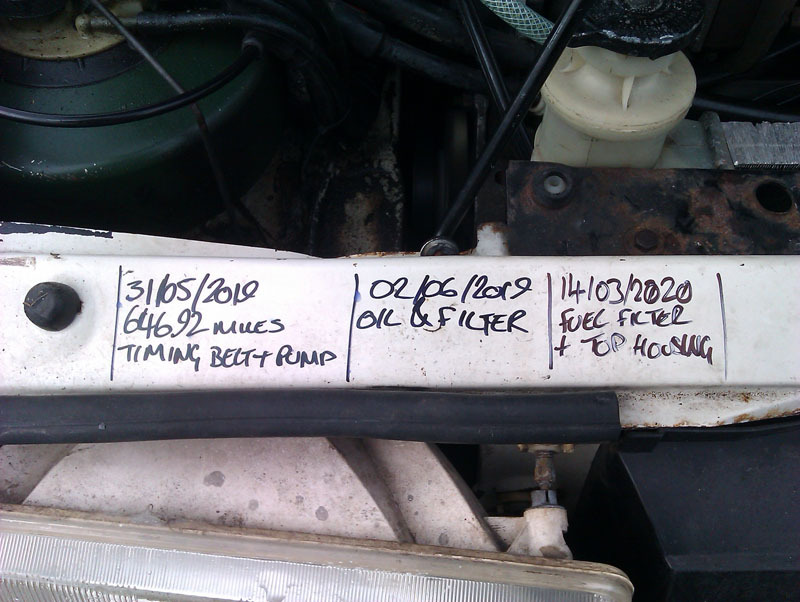 31/05/2019
64692 MILES
TIMING BELT + PUMP
02/06/2019
OIL & FILTER
14/03/2020
FUEL FILTER
+ TOP HOUSING